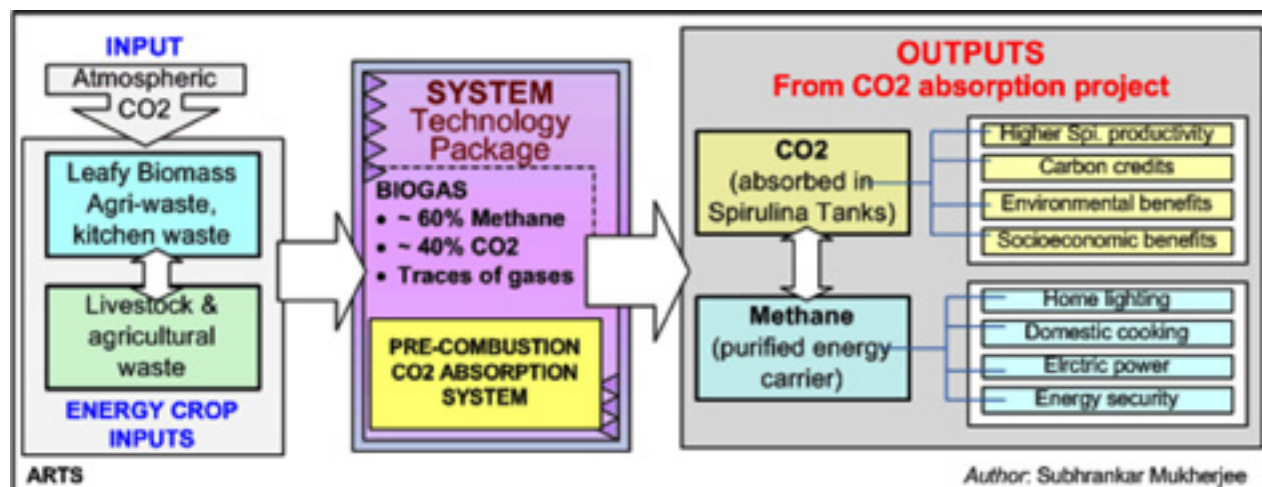 INPUT
Atmospheric
CO2
Leafy Biomass
Agri-waste,
kitchen waste
Livestock &
agricultural
waste
ENERGY CROP
INPUTS
ARTS
SYSTEM
Technology
Package
BIOGAS
• ~ 60% Methane
• ~ 40% CO2
• Traces of gases
PRE-COMBUSTION
CO2 ABSORPTION
SYSTEM
OUTPUTS
From CO2 absorption project
CO2
(absorbed in
Spirulina Tanks)
Higher Spi. productivity
Carbon credits
Environmental benefits
Socioeconomic benefits
Methane
(purified energy
carrier)
Home lighting
Domestic cooking
Elrctric power
Energy security
Author: Subhrankar Mukherjee